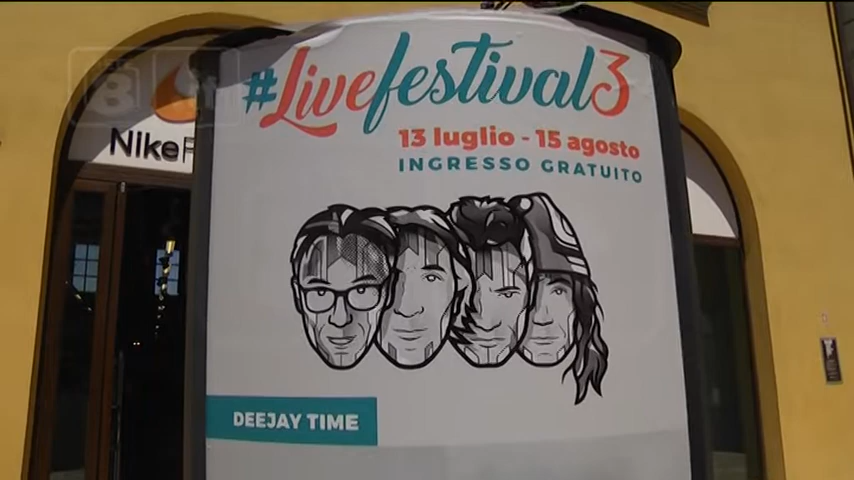 #Livefestival3
13 luglio - 15 agosto
INGRESSO GRATUITO
NikeF
DEEJAY TIME